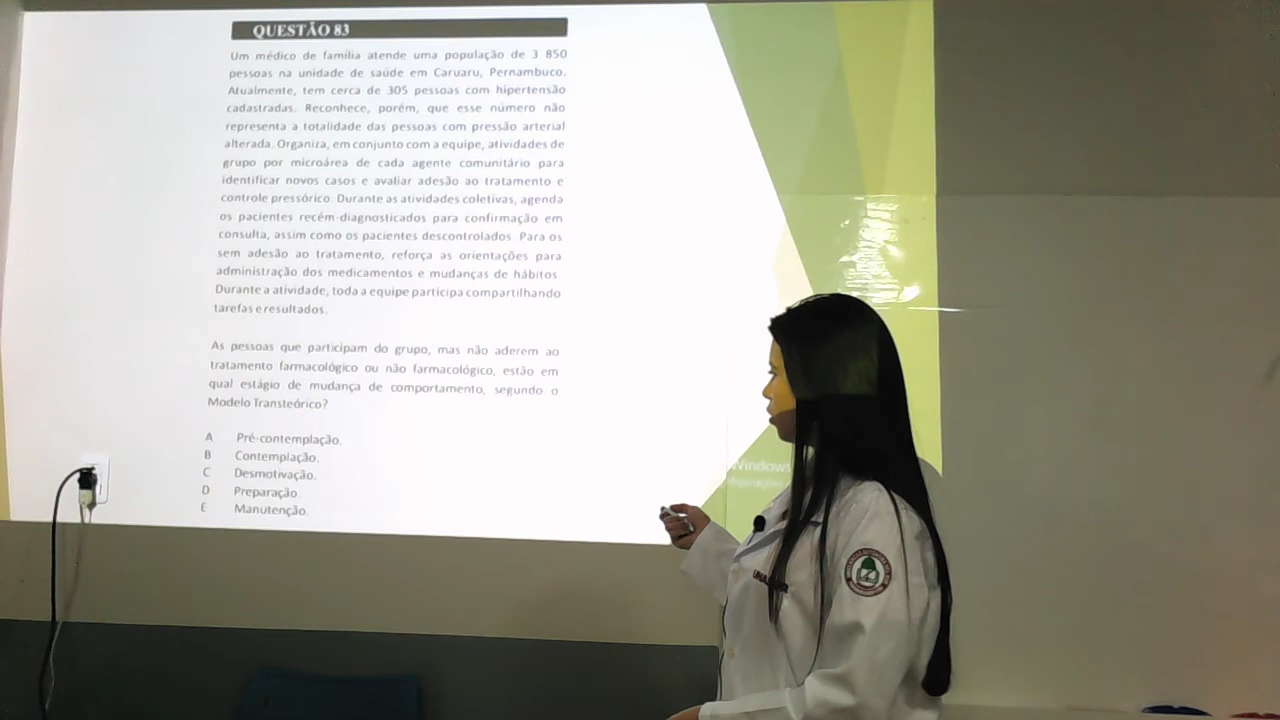 QUESTÃO 83
Um médico de família atende uma população de 3 850
pessoas na unidade de saúde em Caruaru, Pernambuco.
Atualmente, tem cerca de 305 pessoas com hipertensão
cadastradas. Reconhece, porém, que esse número não
representa a totalidade das pessoas com pressão arterial
alterada. Organiza, em conjunto com a equipe, atividades de
grupo por microárea de cada agente comunitário para
identificar novos casos e avaliar adesão ao tratamento e
controle pressórico. Durante as atividades coletivas, agenda
os pacientes recém-diagnosticados para confirmação em
consulta, assim como os pacientes descontrolados. Para os
sem adesão ao tratamento, reforça as orientações para
administração dos medicamentos e mudanças de hábitos.
Durante a atividade, toda a equipe participa compartilhando
tarefas e resultados.
As pessoas que participam do grupo, mas não aderem ao
tratamento farmacológico ou não farmacológico, estão em
qual estágio de mudança de comportamento, segundo o
Modelo Transteórico?
A Pré-contemplação.
B Contemplação.
C Desmotivação.
D Preparação.
E Manutenção.
Windows